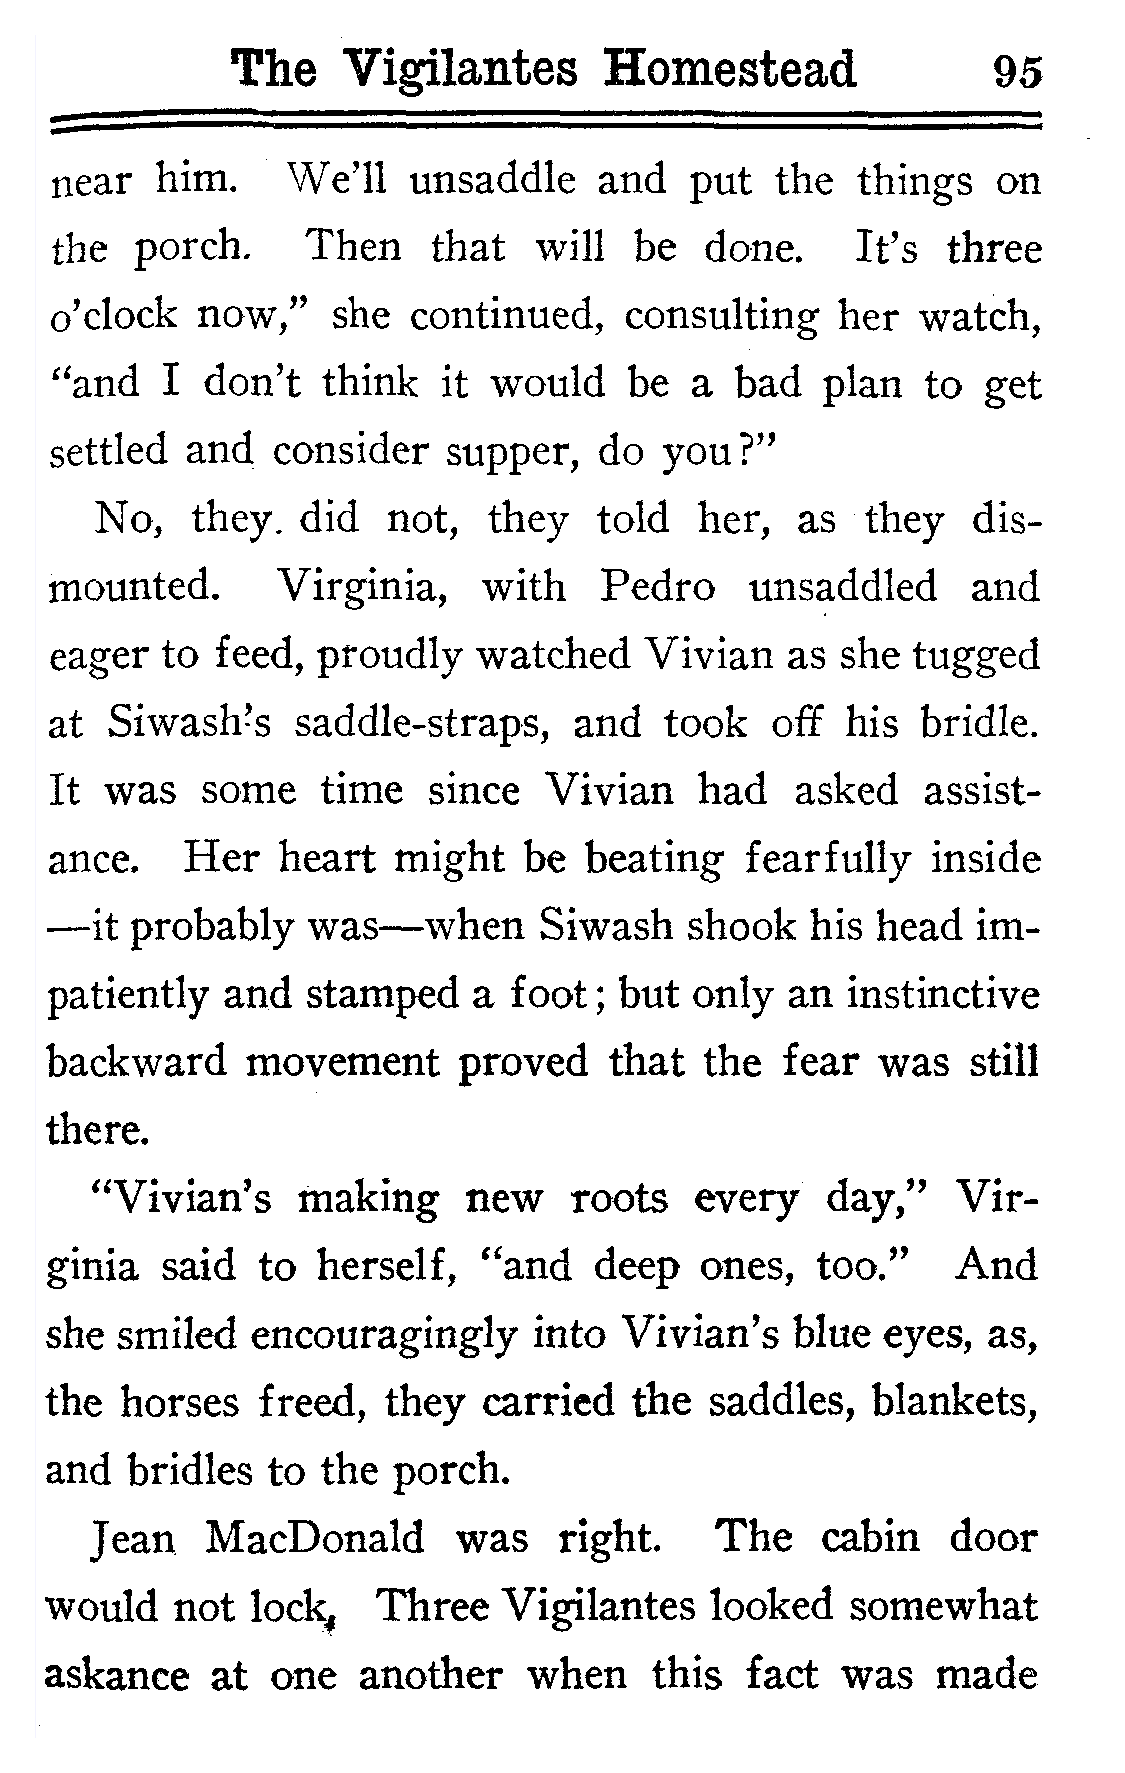 The Vigilantes Homestead 95
near him. We'll unsaddle and put the things on
the porch. Then that will be done. It's three
o'clock now,” she continued, consulting her watch,
“and I don't think it would be a bad plan to get
settled and consider supper, do you?”
No, they. did not, they told her, as they dis-
mounted. Virginia, with Pedro unsaddled and
eager to feed, proudly watched Vivian as she tugged
at Siwash's saddle-straps, and took off his bridle.
It was some time since Vivian had asked assist-
ance. Her heart might be beating fearfully inside
—it probably was—when Siwash shook his head im-
patiently and stamped a foot; but only an instinctive
backward movement proved that the fear was still
there.
“Vivian's making new roots every day,” Vir-
ginia said to herself, “and deep ones, too.” And
she smiled encouragingly into Vivian's blue eyes, as,
the horses freed, they carried the saddles, blankets,
and bridles to the porch.
Jean MacDonald was right. The cabin door
would not lock. Three Vigilantes looked somewhat
askance at one another when this fact was made